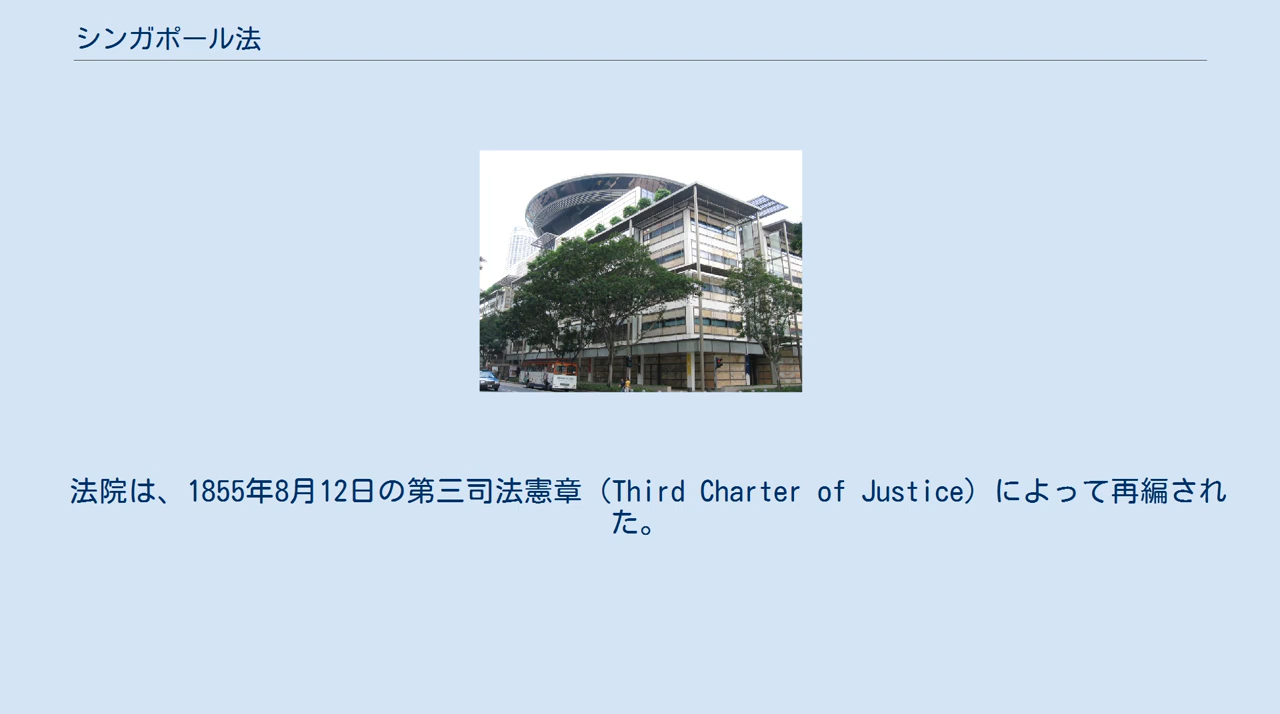 シンガポール法
法院は、1855年8月12日の第三司法憲章（Third Charter of Justice）によって再編され
た。